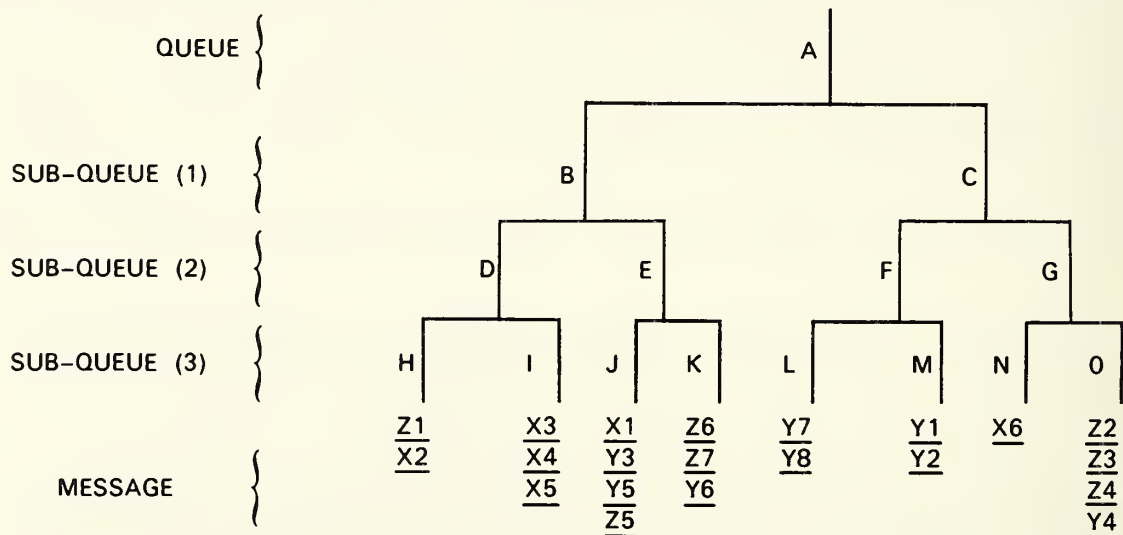 QUEUE A
SUB-QUEUE (1) B C
SUB-QUEUE (2) D E F G
SUB-QUEUE (3) H I J K L M N O
Z1 X3 X1 Z6 Y7 Y1 X6 Z2
X2 X4 Y3 Z7 Y8 Y2 Z3
MESSAGE X5 Y5 Y6 Z4
Z5 Y4